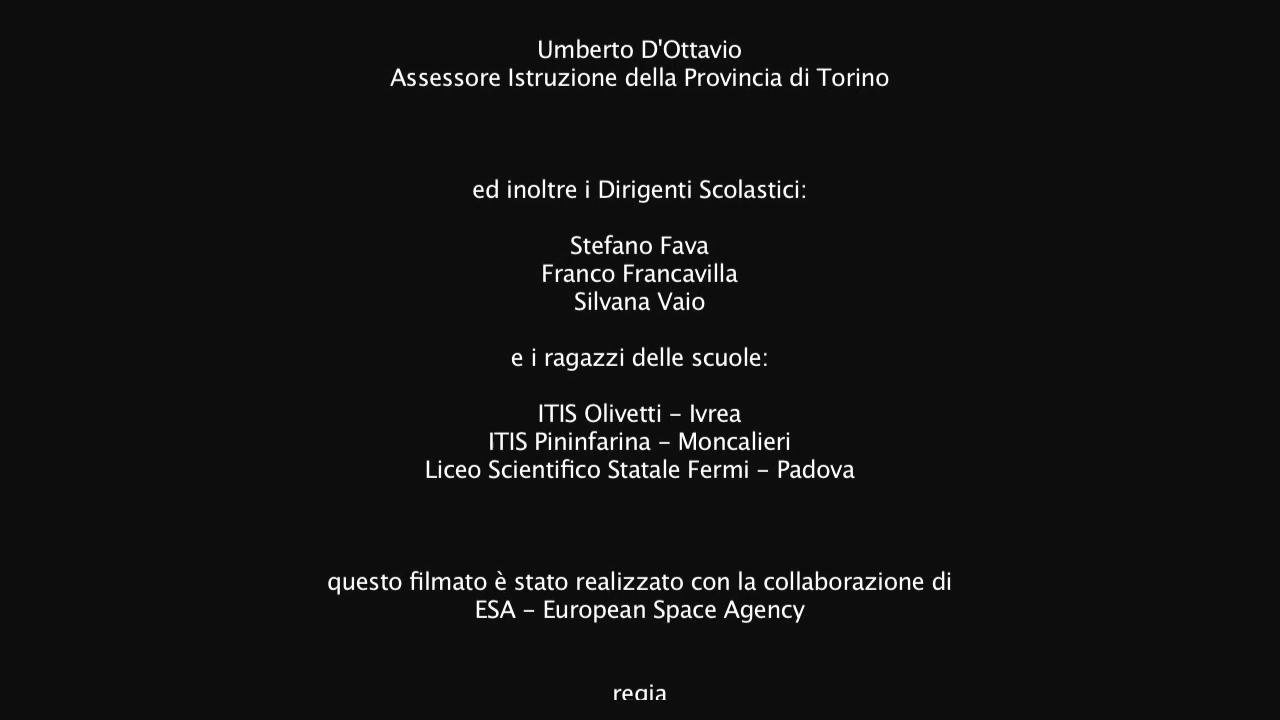 Umberto D'Ottavio
Assessore Istruzione della Provincia di Torino
ed inoltre i Dirigenti Scolastici:
Stefano Fava
Franco Francavilla
Silvana Vaio
e i ragazzi delle scuole:
ITIS Olivetti – Ivrea
ITIS Pininfarina – Moncalieri
Liceo Scientifico Statale Fermi – Padova
questo filmato è stato realizzato con la collaborazione di
ESA – European Space Agency
regia